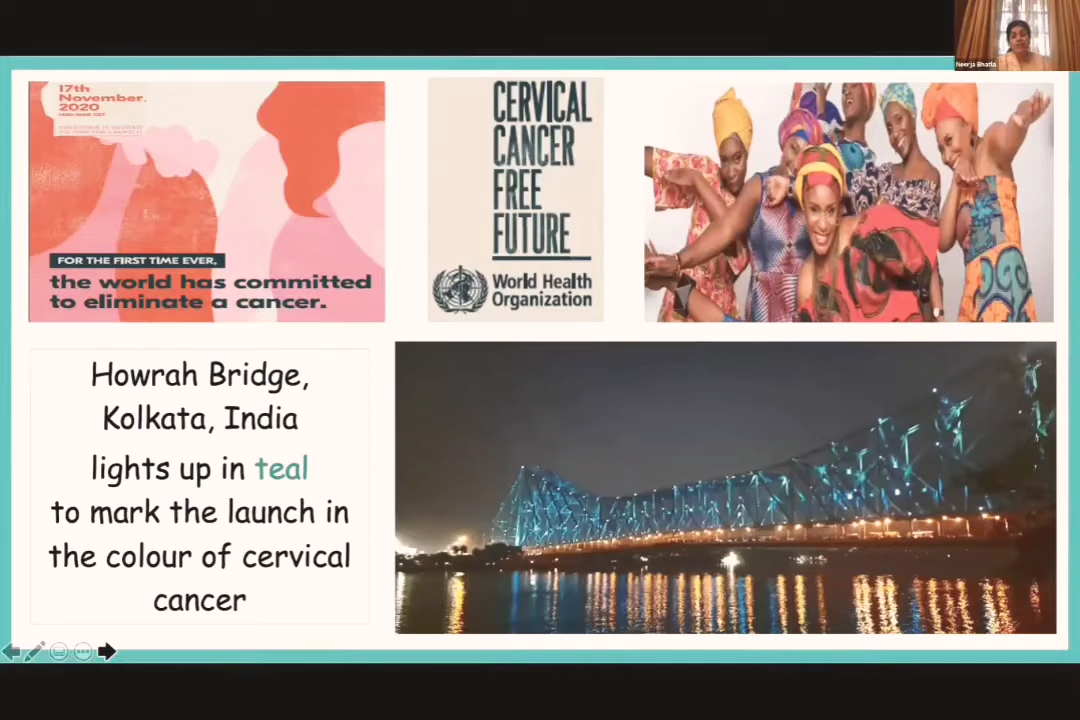 Neerja Bhatla
17th
November,
2020
FOR THE FIRST TIME EVER,
the world has committed
to eliminate a cancer.
CERVICAL
CANCER
FREE
FUTURE
World Health
Organization
Howrah Bridge,
Kolkata, India
lights up in teal
to mark the launch in
the colour of cervical
cancer